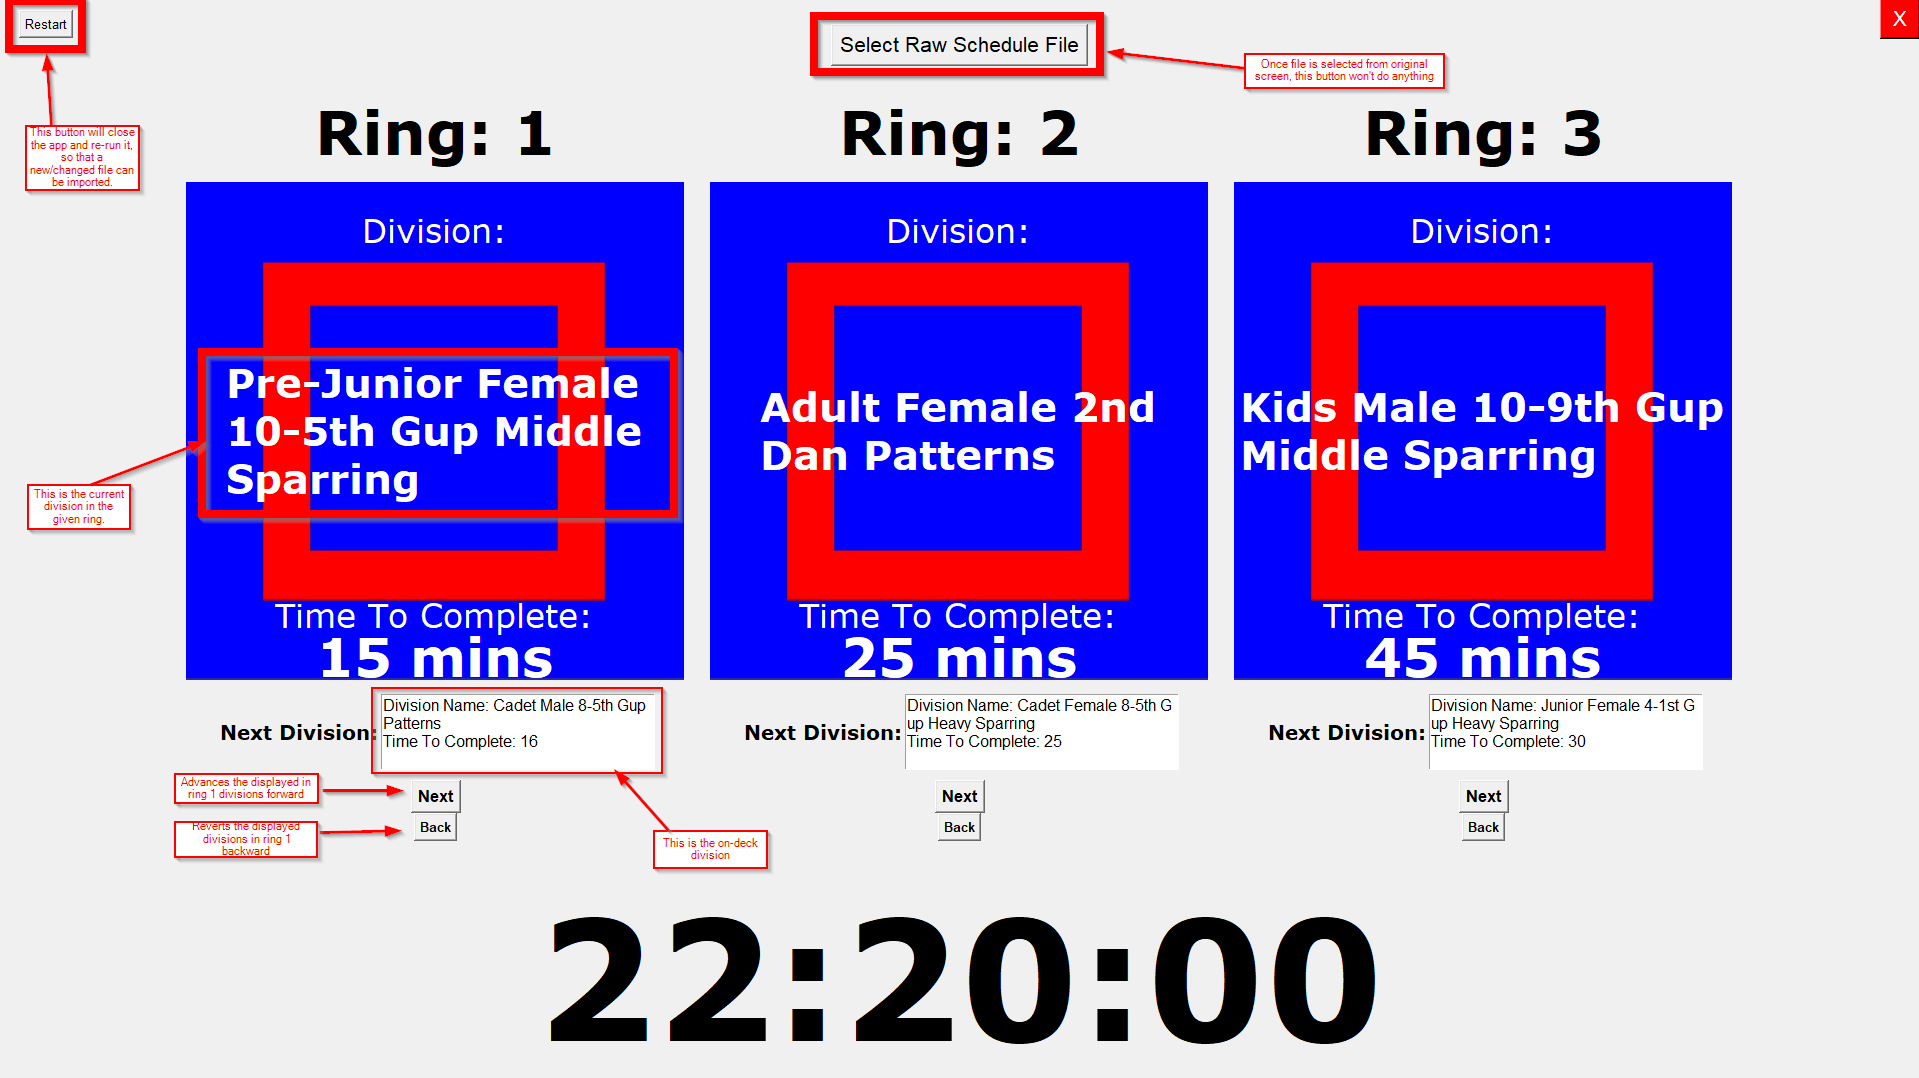 Restart
Select Raw Schedule File
X
Once file is selected from original
screen, this button won't do anything
This button will close
the app and re-run it,
so that a
new/changed file can
be imported.
Ring: 1
Ring: 2
Ring: 3
Division:
Division:
Division:
Pre-Junior Female
10-5th Gup Middle
Sparring
Adult Female 2nd
Dan Patterns
Kids Male 10-9th Gup
Middle Sparring
This is the current
division in the
given ring.
Time To Complete:
15 mins
Time To Complete:
25 mins
Time To Complete:
45 mins
Next Division:
Division Name: Cadet Male 8-5th Gup
Patterns
Time To Complete: 16
Next Division:
Division Name: Cadet Female 8-5th G
up Heavy Sparring
Time To Complete: 25
Next Division:
Division Name: Junior Female 4-1st G
up Heavy Sparring
Time To Complete: 30
Advances the displayed in
ring 1 divisions forward
Next
Next
Next
Reverts the displayed
divisions in ring 1
backward
Back
Back
Back
This is the on-deck
division
22:20:00